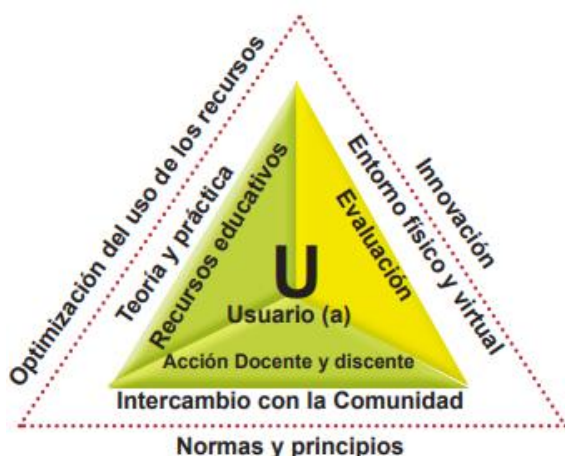 Optimización del uso de los recursos
Teoría y práctica
Recursos educativos
Innovación
Entorno físico y virtual
Evaluación
U
Usuario (a)
Acción Docente y discente
Intercambio con la Comunidad
Normas y principios